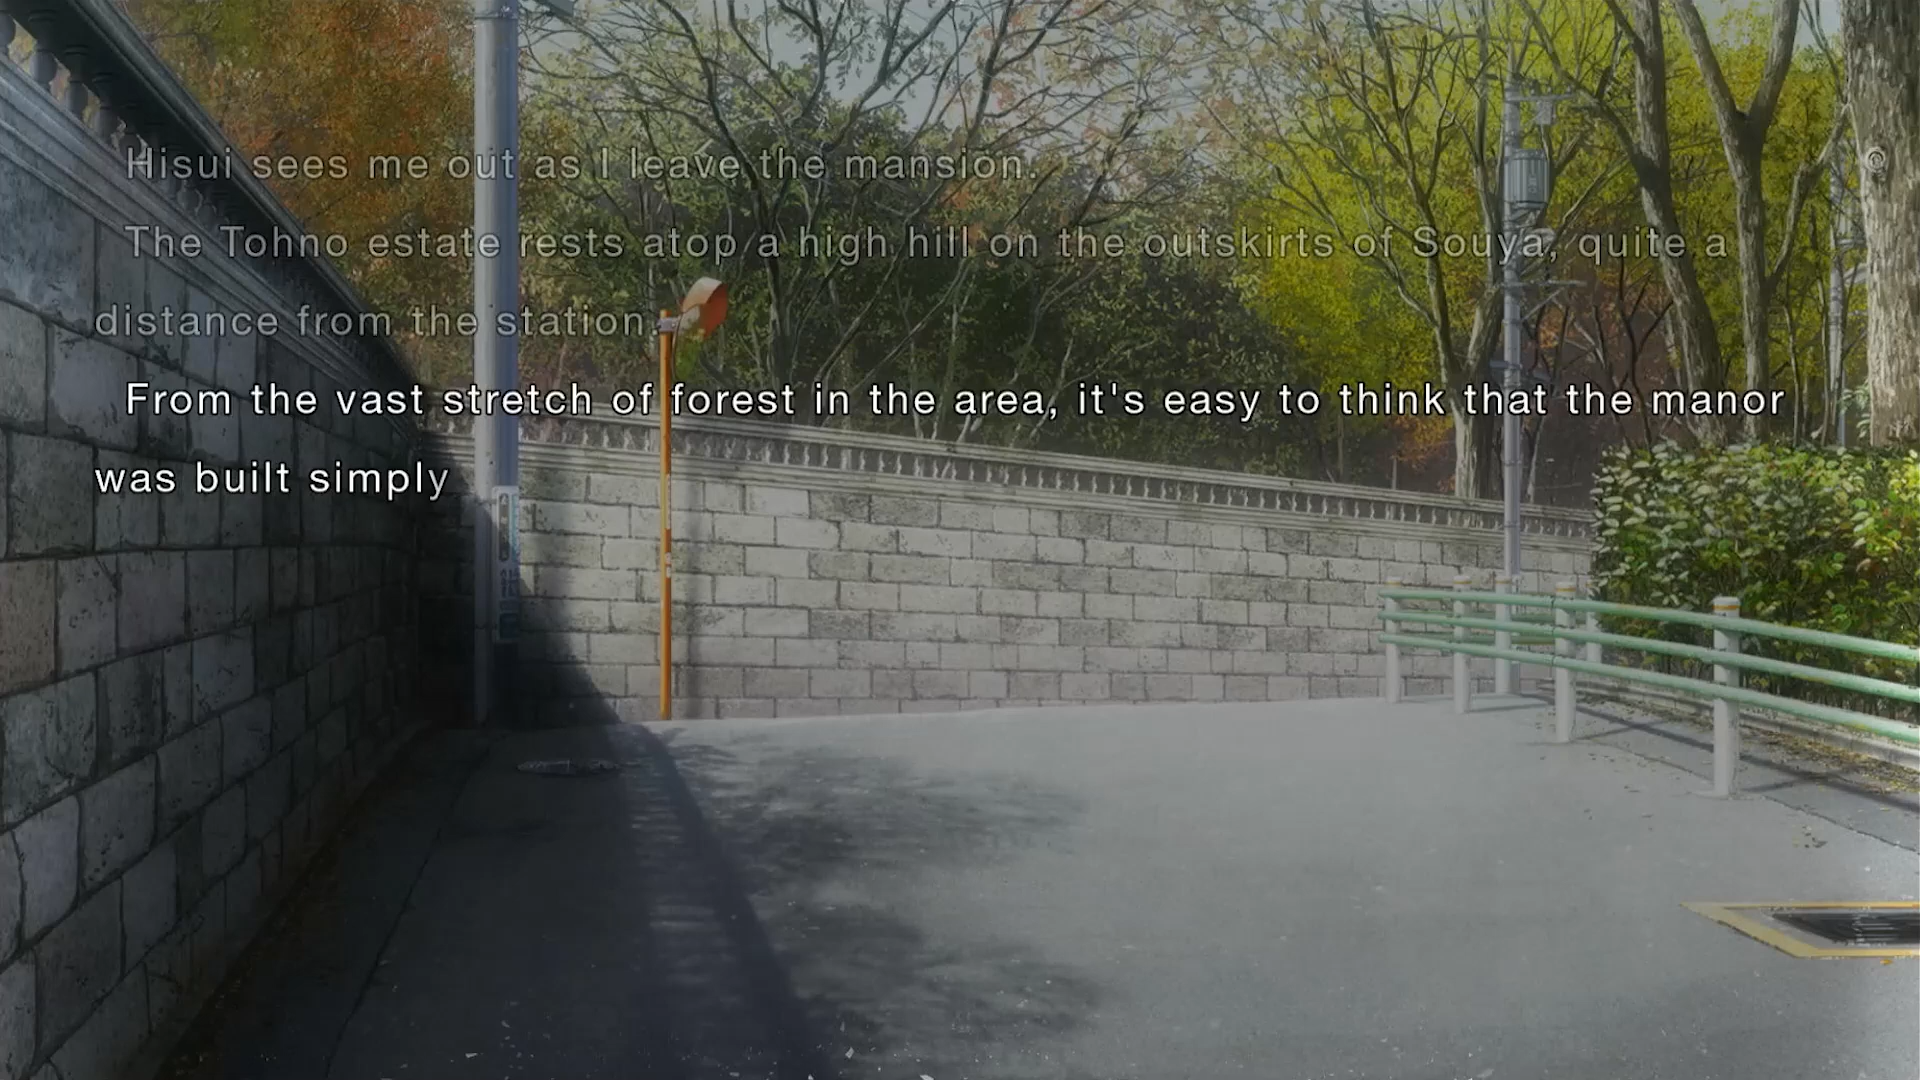 Hisui sees me out as I leave the mansion.
The Tohno estate rests atop a high hill on the outskirts of Souya, quite a
distance from the station.
From the vast stretch of forest in the area, it's easy to think that the manor
was built simply